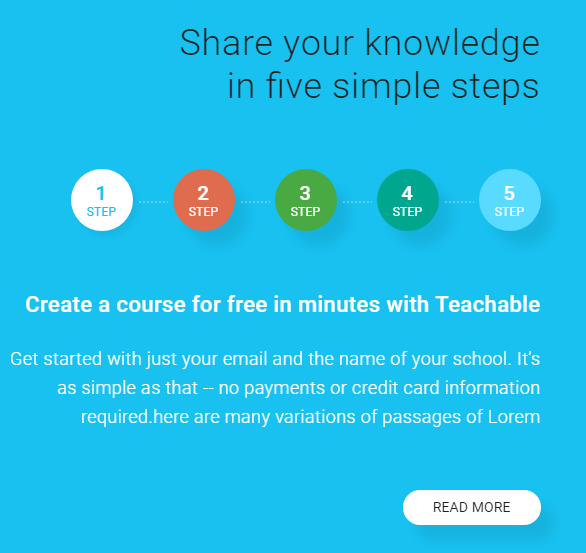 Share your knowledge
in five simple steps
1
STEP
2
STEP
3
STEP
4
STEP
5
STEP
Create a course for free in minutes with Teachable
Get started with just your email and the name of your school. It’s
as simple as that -- no payments or credit card information
required.here are many variations of passages of Lorem
READ MORE